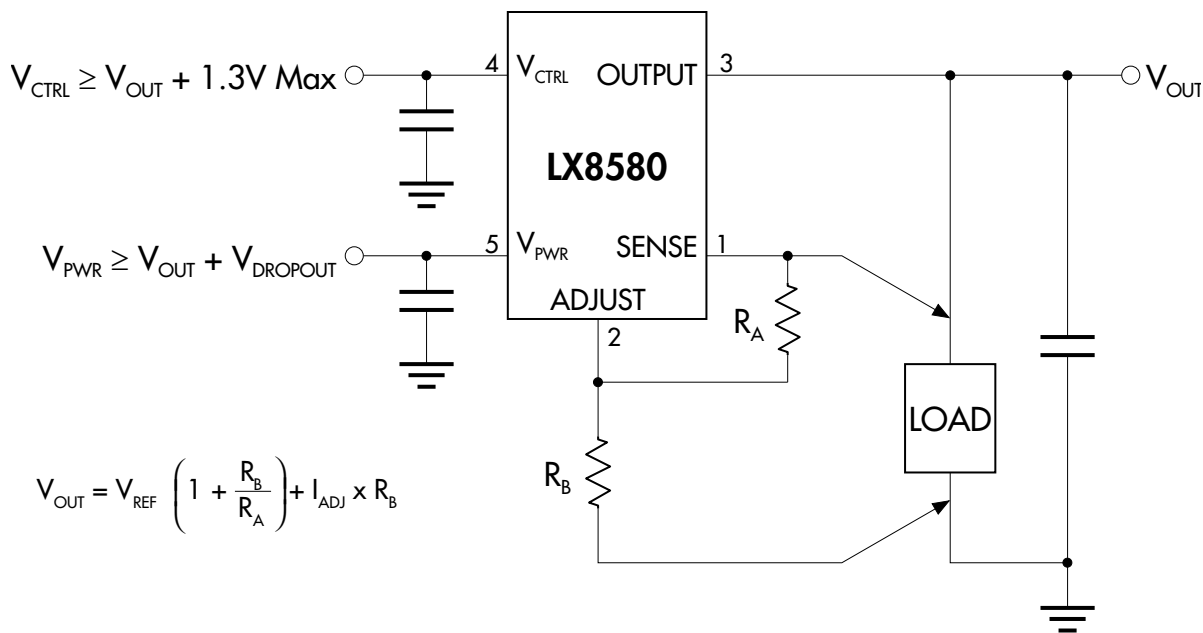 V_CTRL ≥ V_OUT + 1.3V Max
4
V_CTRL
OUTPUT
3
V_OUT
LX8580
V_PWR ≥ V_OUT + V_DROPOUT
5
V_PWR
SENSE
1
ADJUST
2
R_A
LOAD
R_B
V_OUT = V_REF (1 + R_B/R_A) + I_ADJ x R_B